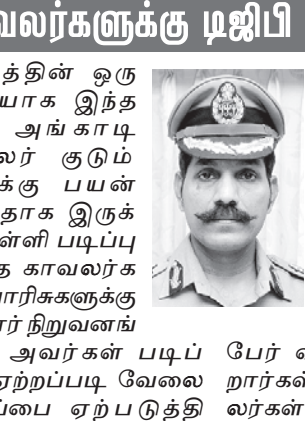 வலர்களுக்கு டிஜிபி
த்தின் ஒரு
யாக இந்த
அங்காடி
லர் குடும்
க்கு பயன்
தாக இருக்
ள்ளி படிப்பு
த காவலர்க
பாரிசுகளுக்கு
ார் நிறுவனங்
அவர்கள் படிப்
ஏற்றப்படி வேலை
ப்பை ஏற்படுத்தி
பேர்
றார்கள்
லர்கள்